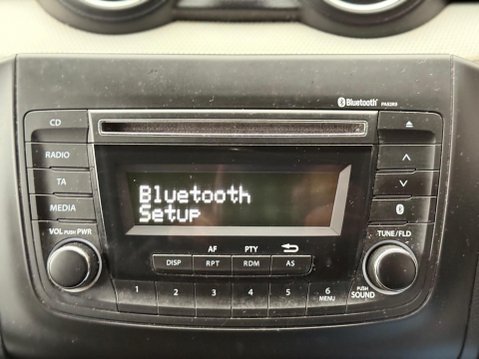 Bluetooth® PA82R3
CD
RADIO
TA
MEDIA
VOL PUSH PWR
Bluetooth
Setup
AF PTY
DISP RPT RDM AS
1 2 3 4 5 6
MENU
PUSH
SOUND
TUNE/FLD